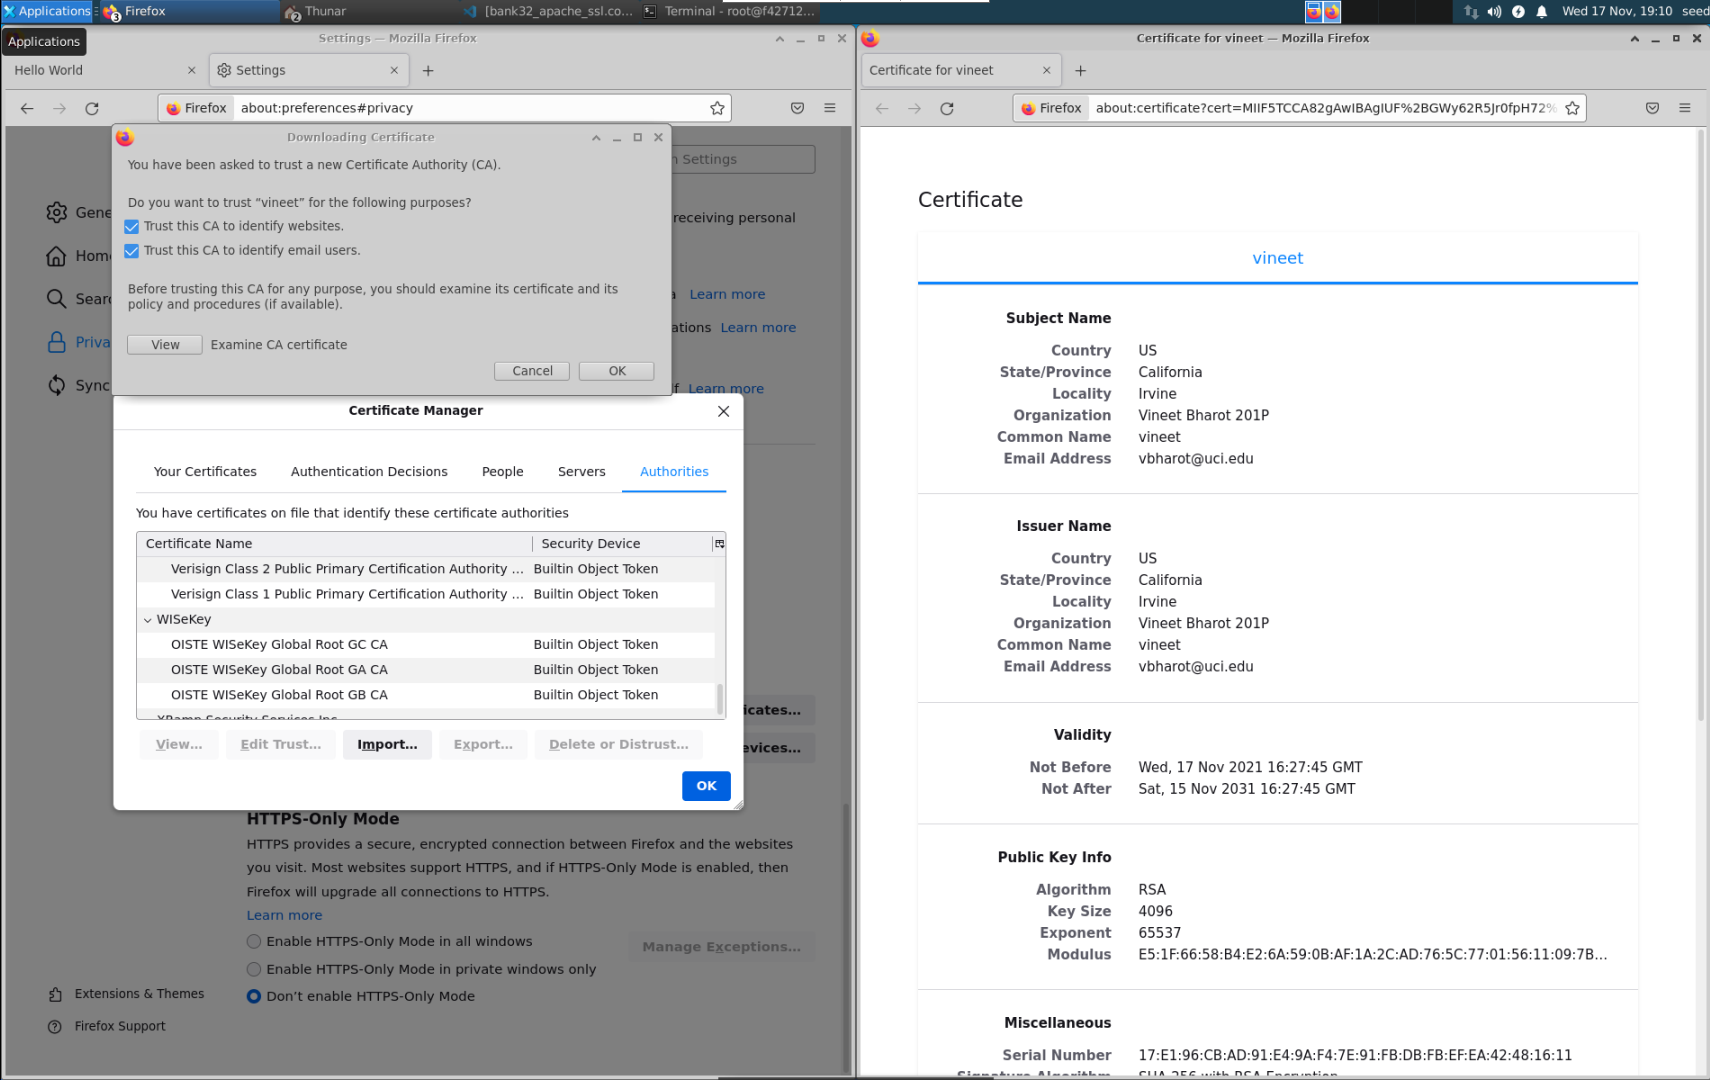 Applications
3
Firefox
2
Thunar
[bank32_apache_ssl.co...
Terminal - root@f42712...
Wed 17 Nov, 19:10
seed
Applications
Settings — Mozilla Firefox
Hello World
Settings
Firefox
about:preferences#privacy
Downloading Certificate
You have been asked to trust a new Certificate Authority (CA).
Do you want to trust “vineet” for the following purposes?
Trust this CA to identify websites.
Trust this CA to identify email users.
Before trusting this CA for any purpose, you should examine its certificate and its
policy and procedures (if available).
View
Examine CA certificate
Cancel
OK
n Settings
Gene
receiving personal
Home
Searc
Learn more
Priva
ations Learn more
Sync
f Learn more
Certificate Manager
Your Certificates
Authentication Decisions
People
Servers
Authorities
You have certificates on file that identify these certificate authorities
Certificate Name
Security Device
Verisign Class 2 Public Primary Certification Authority ...
Builtin Object Token
Verisign Class 1 Public Primary Certification Authority ...
Builtin Object Token
WISeKey
OISTE WISeKey Global Root GC CA
Builtin Object Token
OISTE WISeKey Global Root GA CA
Builtin Object Token
OISTE WISeKey Global Root GB CA
Builtin Object Token
XRamp Security Services Inc
icates...
View...
Edit Trust...
Import...
Export...
Delete or Distrust...
evices...
OK
HTTPS-Only Mode
HTTPS provides a secure, encrypted connection between Firefox and the websites
you visit. Most websites support HTTPS, and if HTTPS-Only Mode is enabled, then
Firefox will upgrade all connections to HTTPS.
Learn more
Enable HTTPS-Only Mode in all windows
Manage Exceptions...
Enable HTTPS-Only Mode in private windows only
Don’t enable HTTPS-Only Mode
Extensions & Themes
Firefox Support
Certificate for vineet — Mozilla Firefox
Certificate for vineet
Firefox
about:certificate?cert=MIIF5TCCA82gAwIBAgIUF%2BGWy62R5Jr0fpH72%
Certificate
vineet
Subject Name
Country US
State/Province California
Locality Irvine
Organization Vineet Bharot 201P
Common Name vineet
Email Address vbharot@uci.edu
Issuer Name
Country US
State/Province California
Locality Irvine
Organization Vineet Bharot 201P
Common Name vineet
Email Address vbharot@uci.edu
Validity
Not Before Wed, 17 Nov 2021 16:27:45 GMT
Not After Sat, 15 Nov 2031 16:27:45 GMT
Public Key Info
Algorithm RSA
Key Size 4096
Exponent 65537
Modulus E5:1F:66:58:B4:E2:6A:59:0B:AF:1A:2C:AD:76:5C:77:01:56:11:09:7B...
Miscellaneous
Serial Number 17:E1:96:CB:AD:91:E4:9A:F4:7E:91:FB:DB:FB:EF:EA:42:48:16:11
Signature Algorithm SHA-256 with RSA Encryption